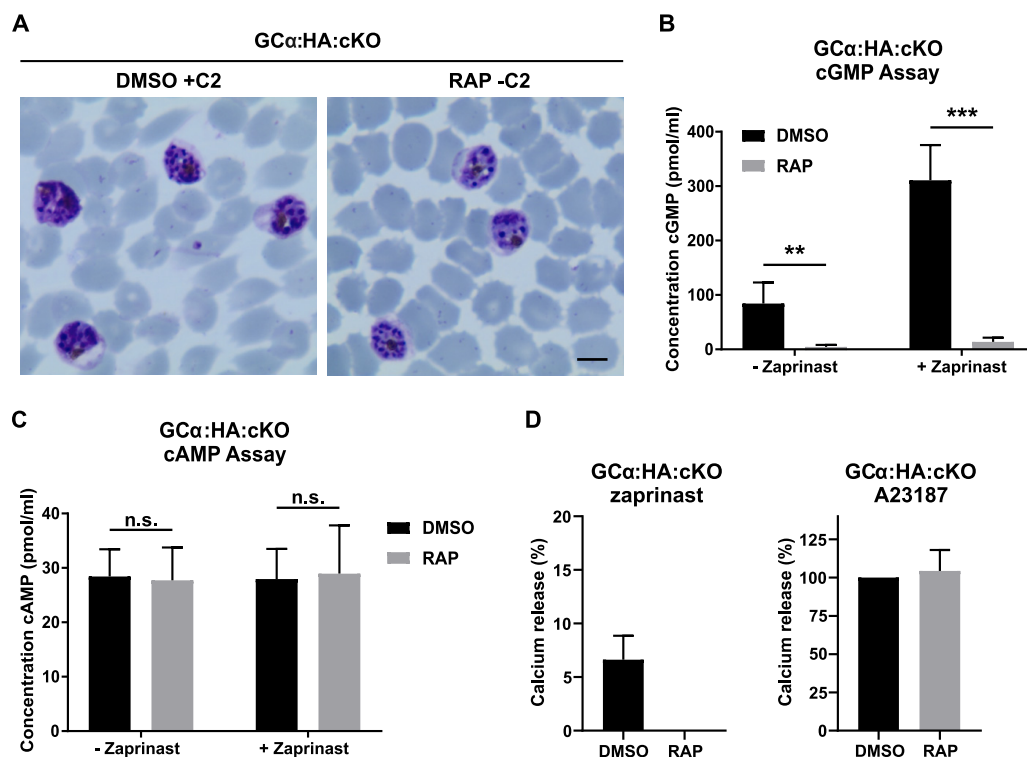 A
GCα:HA:cKO
DMSO +C2
RAP -C2
B
GCα:HA:cKO
cGMP Assay
Concentration cGMP (pmol/ml)
400
300
200
100
0
DMSO
RAP
**
***
- Zaprinast
+ Zaprinast
C
GCα:HA:cKO
cAMP Assay
Concentration cAMP (pmol/ml)
40
30
20
10
0
n.s.
n.s.
DMSO
RAP
- Zaprinast
+ Zaprinast
D
GCα:HA:cKO
zaprinast
Calcium release (%)
20
15
10
5
0
DMSO
RAP
GCα:HA:cKO
A23187
Calcium release (%)
125
100
75
50
25
0
DMSO
RAP